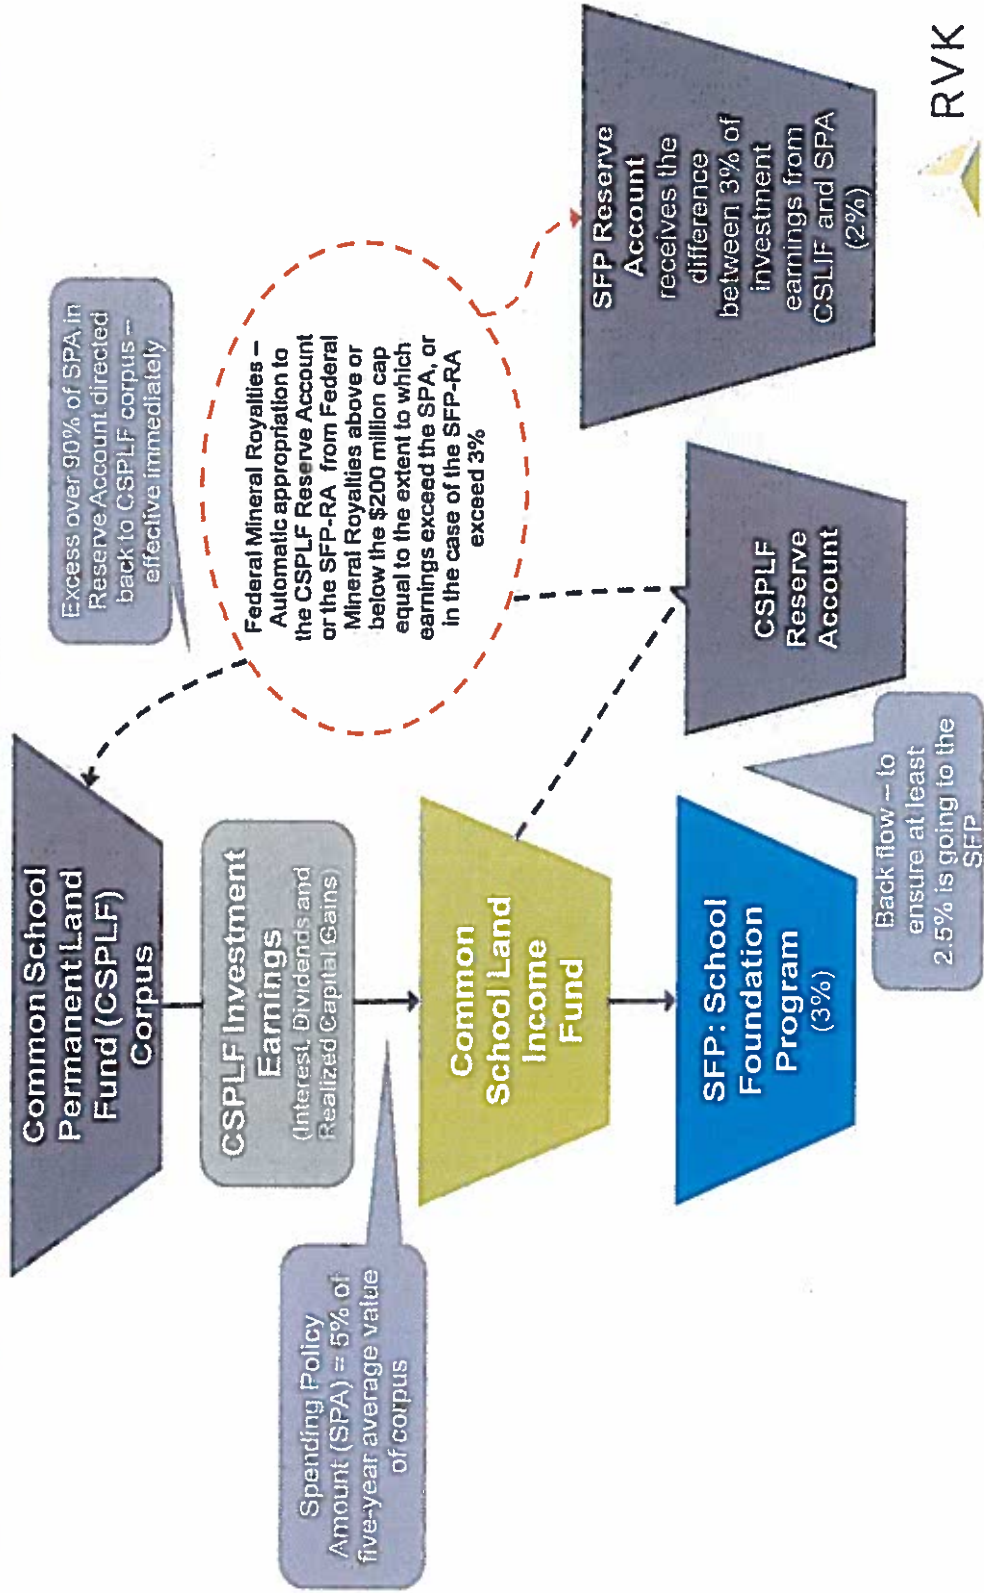 Common School
Permanent Land
Fund (CSPLF)
Corpus
Excess over 90% of SPA in
Reserve Account directed
back to CSPLF corpus –
effective immediately
CSPLF Investment
Earnings
(Interest, Dividends and
Realized Capital Gains)
Spending Policy
Amount (SPA) = 5% of
five-year average value
of corpus
Federal Mineral Royalties –
Automatic appropriation to
the CSPLF Reserve Account
or the SFP-RA from Federal
Mineral Royalties above or
below the $200 million cap
equal to the extent to which
earnings exceed the SPA, or
in the case of the SFP-RA
exceed 3%
Common
School Land
Income
Fund
SFP: School
Foundation
Program
(3%)
Back flow – to
ensure at least
2.5% is going to the
SFP
CSPLF
Reserve
Account
SFP Reserve
Account
receives the
difference
between 3% of
investment
earnings from
CSLIF and SPA
(2%)
RVK